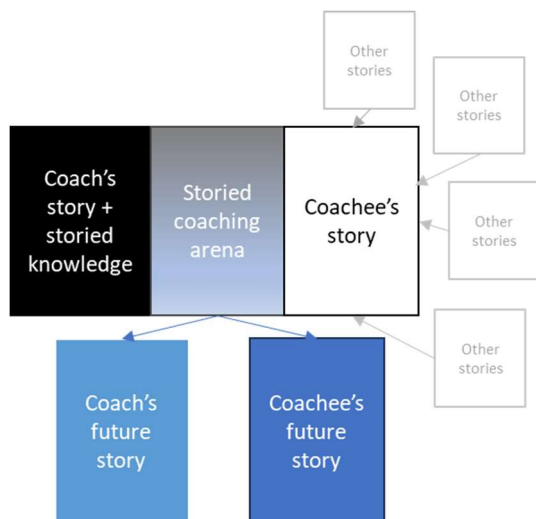 Other
stories
Other
stories
Coach's
story +
storied
knowledge
Storied
coaching
arena
Coachee's
story
Other
stories
Other
stories
Coach's
future
story
Coachee's
future
story